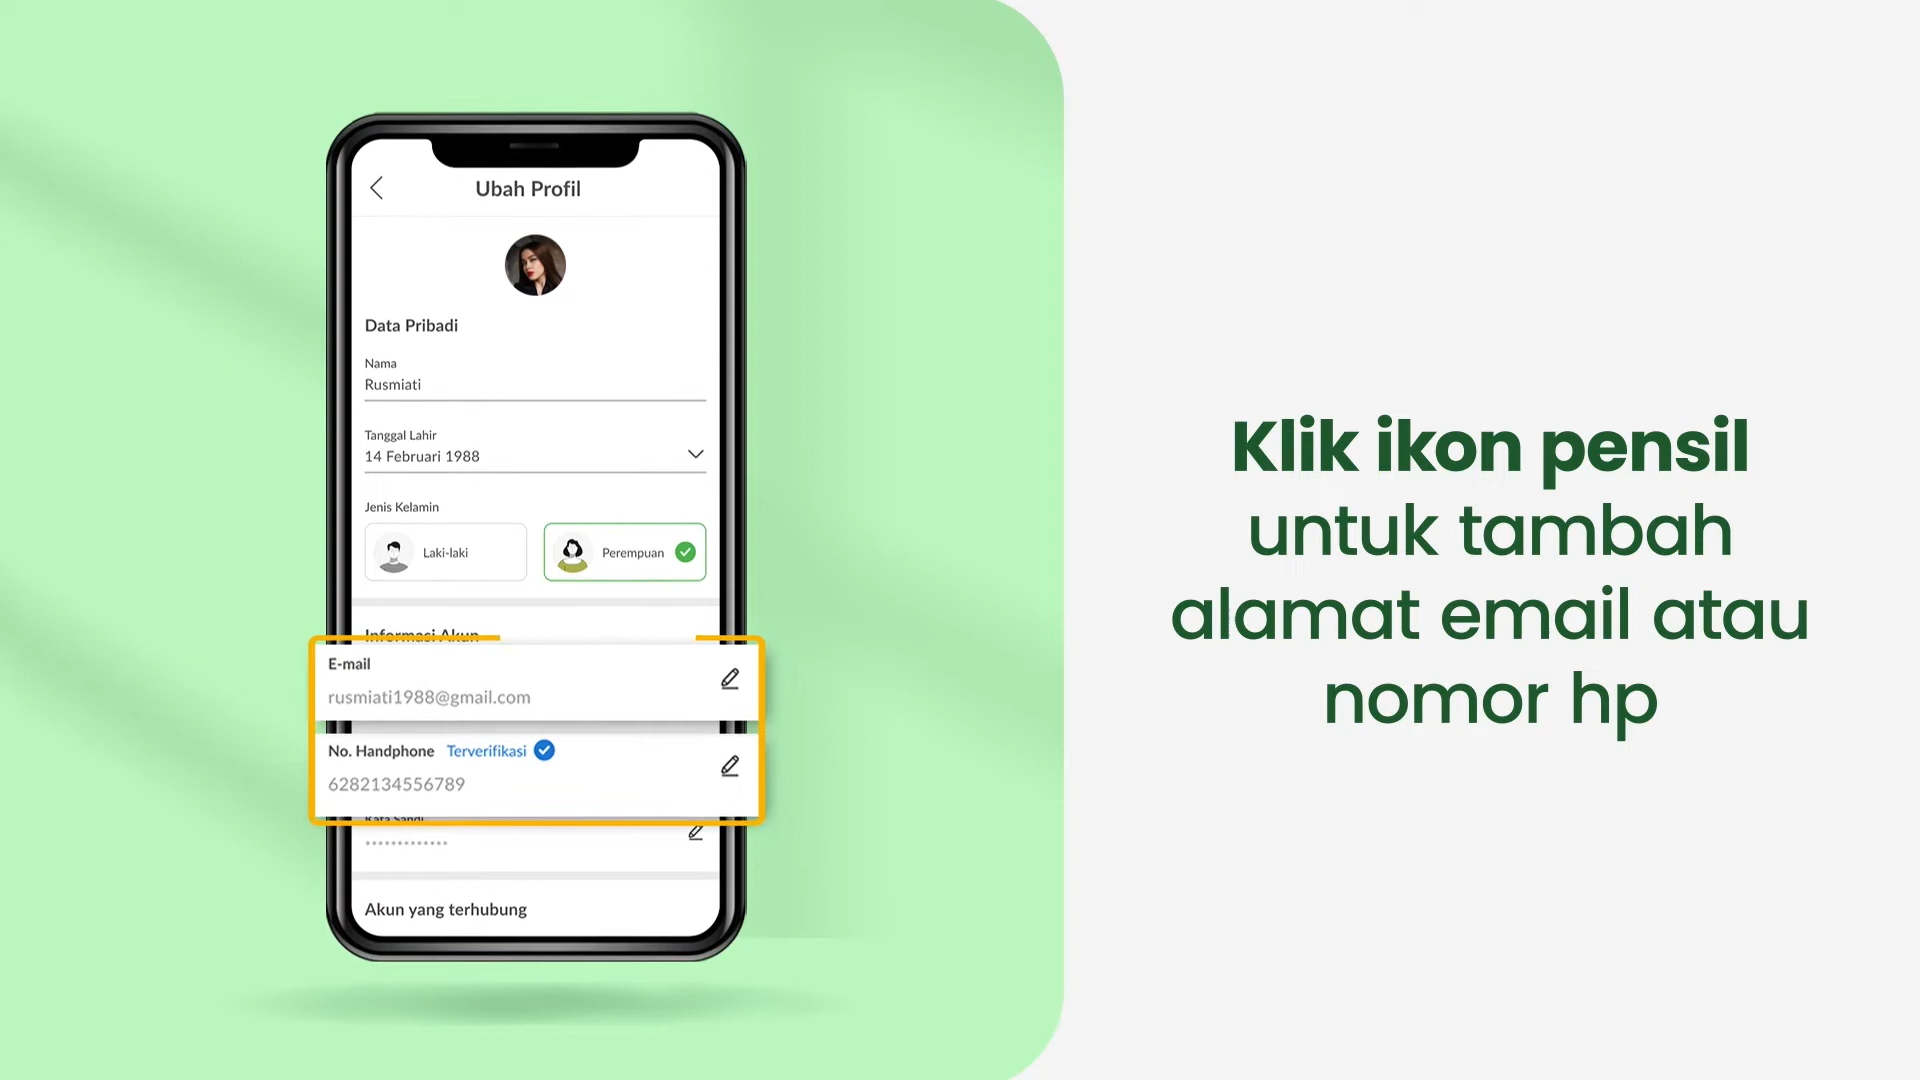 Ubah Profil
Data Pribadi
Nama
Rusmiati
Tanggal Lahir
14 Februari 1988
Jenis Kelamin
Laki-laki
Perempuan
Informasi Akun
E-mail
rusmiati1988@gmail.com
No. Handphone Terverifikasi
6282134556789
Kata Sandi
Akun yang terhubung
Klik ikon pensil
untuk tambah
alamat email atau
nomor hp